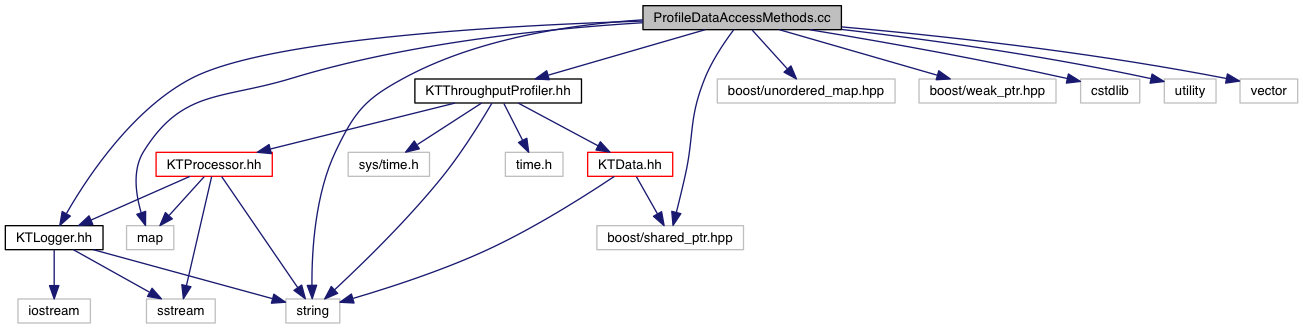 ProfileDataAccessMethods.cc
KTThroughputProfiler.hh
boost/unordered_map.hpp
boost/weak_ptr.hpp
cstdlib
utility
vector
KTProcessor.hh
sys/time.h
time.h
KTData.hh
KTLogger.hh
map
boost/shared_ptr.hpp
iostream
sstream
string